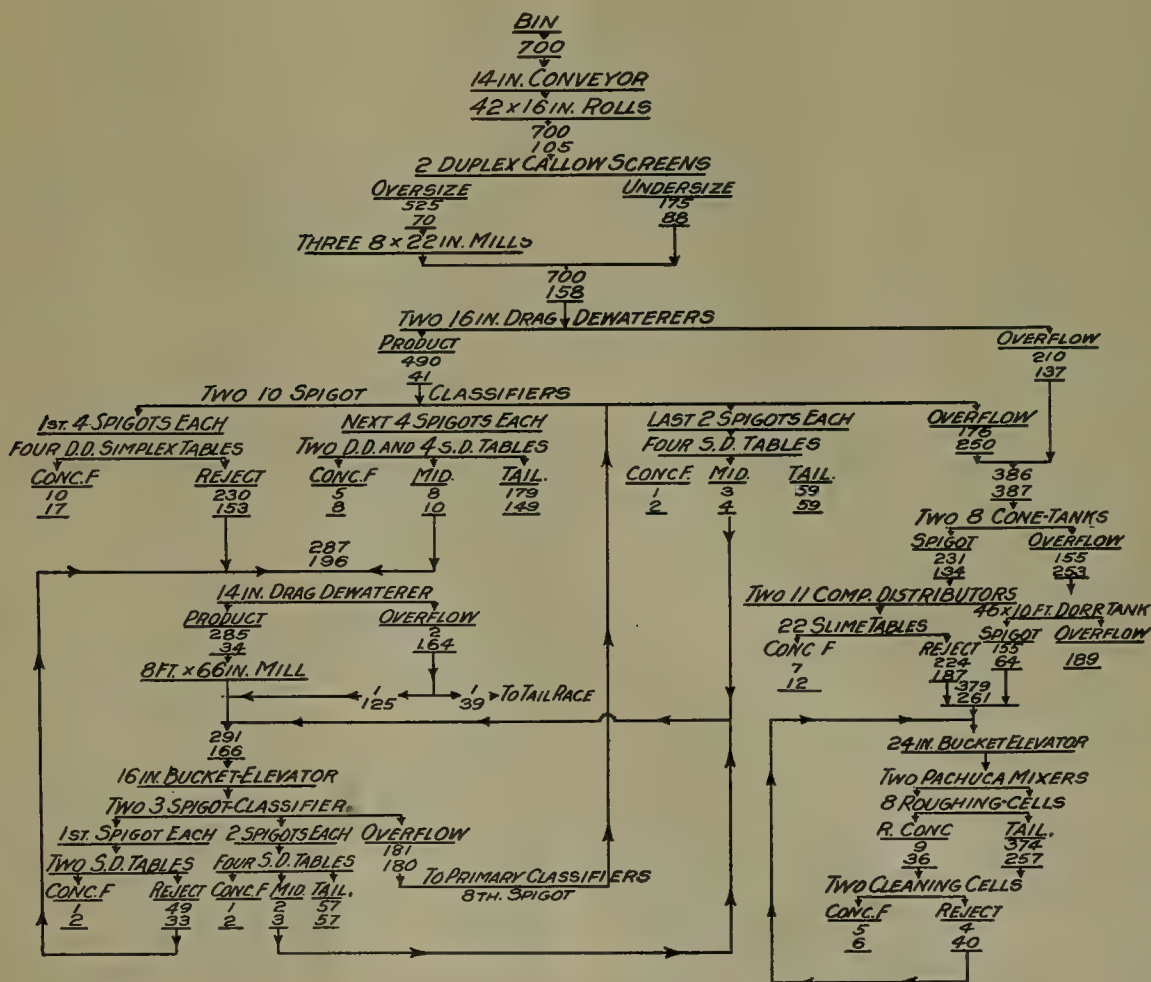 BIN
700
14-IN. CONVEYOR
42 × 16 IN. ROLLS
700
105
2 DUPLEX CALLOW SCREENS
OVERSIZE
525
70
UNDERSIZE
175
88
THREE 8 × 22 IN. MILLS
700
158
TWO 16 IN. DRAG DEWATERERS
PRODUCT
490
41
OVERFLOW
210
137
TWO 10 SPIGOT CLASSIFIERS
1ST. 4 SPIGOTS EACH
FOUR D.D. SIMPLEX TABLES
CONC. F
10
17
REJECT
230
153
NEXT 4 SPIGOTS EACH
TWO D.D. AND 4 S.D. TABLES
CONC. F
5
8
MID.
8
10
TAIL.
179
149
LAST 2 SPIGOTS EACH
FOUR S.D. TABLES
CONC F.
1
2
MID.
3
4
TAIL.
59
59
OVERFLOW
176
250
386
387
TWO 8 CONE-TANKS
SPIGOT
231
134
OVERFLOW
155
253
287
196
14 IN. DRAG DEWATERER
PRODUCT
285
34
OVERFLOW
2
164
8 FT. × 66 IN. MILL
1
125
1
39
TO TAIL RACE
TWO 11 COMP. DISTRIBUTORS
22 SLIME TABLES
CONC F
7
12
REJECT
224
187
46 × 10 FT. DORR TANK
SPIGOT
155
64
OVERFLOW
189
379
261
291
166
16 IN. BUCKET-ELEVATOR
TWO 3 SPIGOT-CLASSIFIER.
1ST. SPIGOT EACH
TWO S.D. TABLES
CONC. F
1
2
REJECT
49
33
2 SPIGOTS EACH
FOUR S.D. TABLES
CONC. F
1
2
MID.
2
3
TAIL.
57
57
OVERFLOW
181
180
TO PRIMARY CLASSIFIERS
8TH. SPIGOT
24 IN. BUCKET ELEVATOR
TWO PACHUCA MIXERS
8 ROUGHING-CELLS
R. CONC
9
36
TAIL.
374
257
TWO CLEANING CELLS
CONC. F
5
6
REJECT
4
40